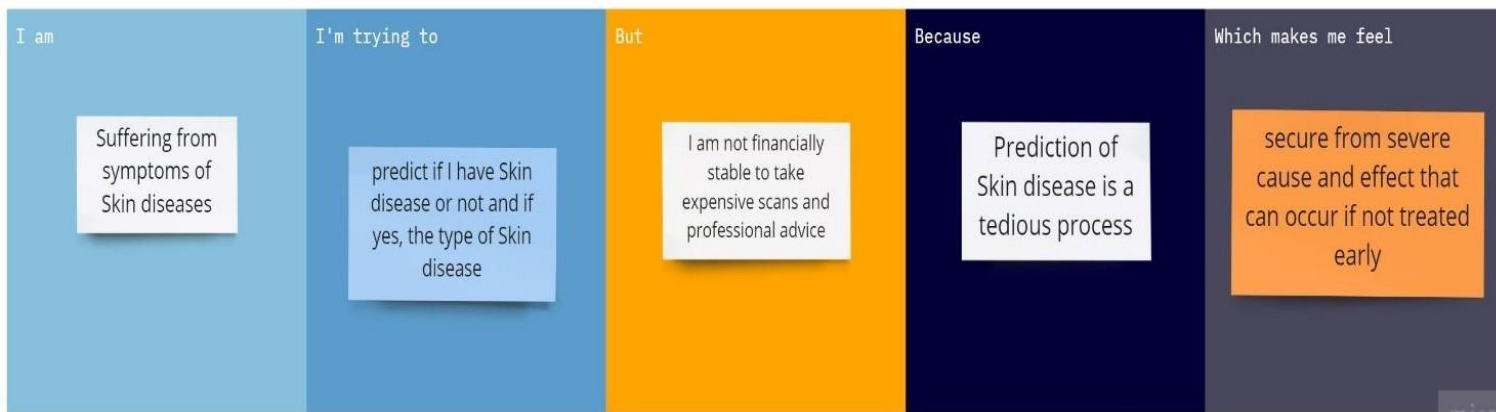 I am
Suffering from
symptoms of
Skin diseases
I'm trying to
predict if I have Skin
disease or not and if
yes, the type of Skin
disease
But
I am not financially
stable to take
expensive scans and
professional advice
Because
Prediction of
Skin disease is a
tedious process
Which makes me feel
secure from severe
cause and effect that
can occur if not treated
early